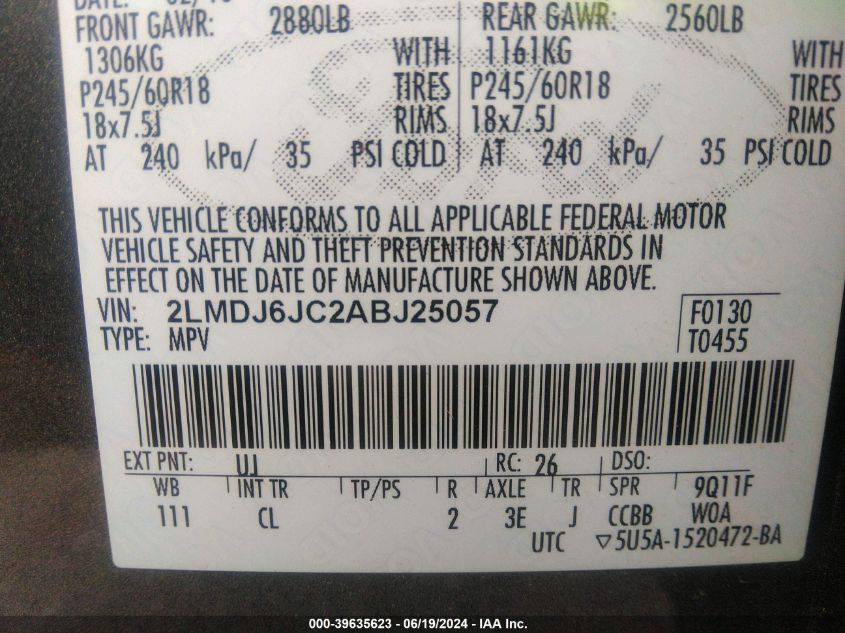 FRONT GAWR: 2880LB REAR GAWR: 2560LB
1306KG WITH 1161KG WITH
P245/60R18 TIRES P245/60R18 TIRES
18x7.5J RIMS 18x7.5J RIMS
AT 240 kPa/ 35 PSI COLD AT 240 kPa/ 35 PSI COLD
THIS VEHICLE CONFORMS TO ALL APPLICABLE FEDERAL MOTOR
VEHICLE SAFETY AND THEFT PREVENTION STANDARDS IN
EFFECT ON THE DATE OF MANUFACTURE SHOWN ABOVE.
VIN: 2LMDJ6JC2ABJ25057 F0130
TYPE: MPV T0455
EXT PNT: UJ RC: 26 DSO:
WB INT TR TP/PS R AXLE TR SPR 9Q11F
111 CL 2 3E J CCBB WOA
UTC ▽5U5A-1520472-BA
000-39635623 - 06/19/2024 - IAA Inc.